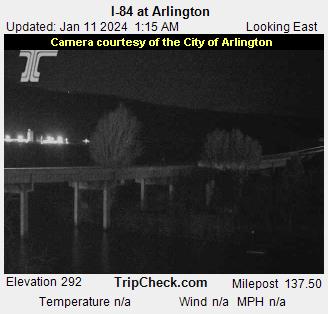 I-84 at Arlington
Updated: Jan 11 2024 1:15 AM Looking East
Camera courtesy of the City of Arlington
Elevation 292 TripCheck.com Milepost 137.50
Temperature n/a Wind n/a MPH n/a